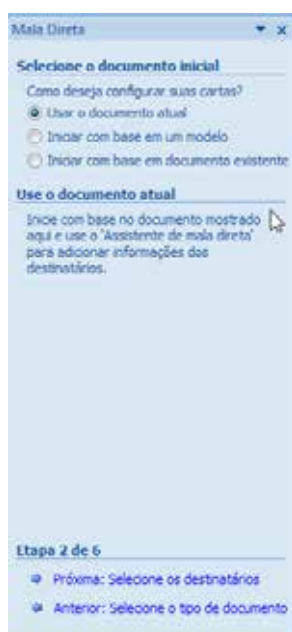 Mala Direta
Selecione o documento inicial
Como deseja configurar suas cartas?
Usar o documento atual
Iniciar com base em um modelo
Iniciar com base em documento existente
Use o documento atual
Inicie com base no documento mostrado
aqui e use o 'Assistente de mala direta'
para adicionar informações dos
destinatários.
Etapa 2 de 6
Próxima: Selecione os destinatários
Anterior: Selecione o tipo de documento